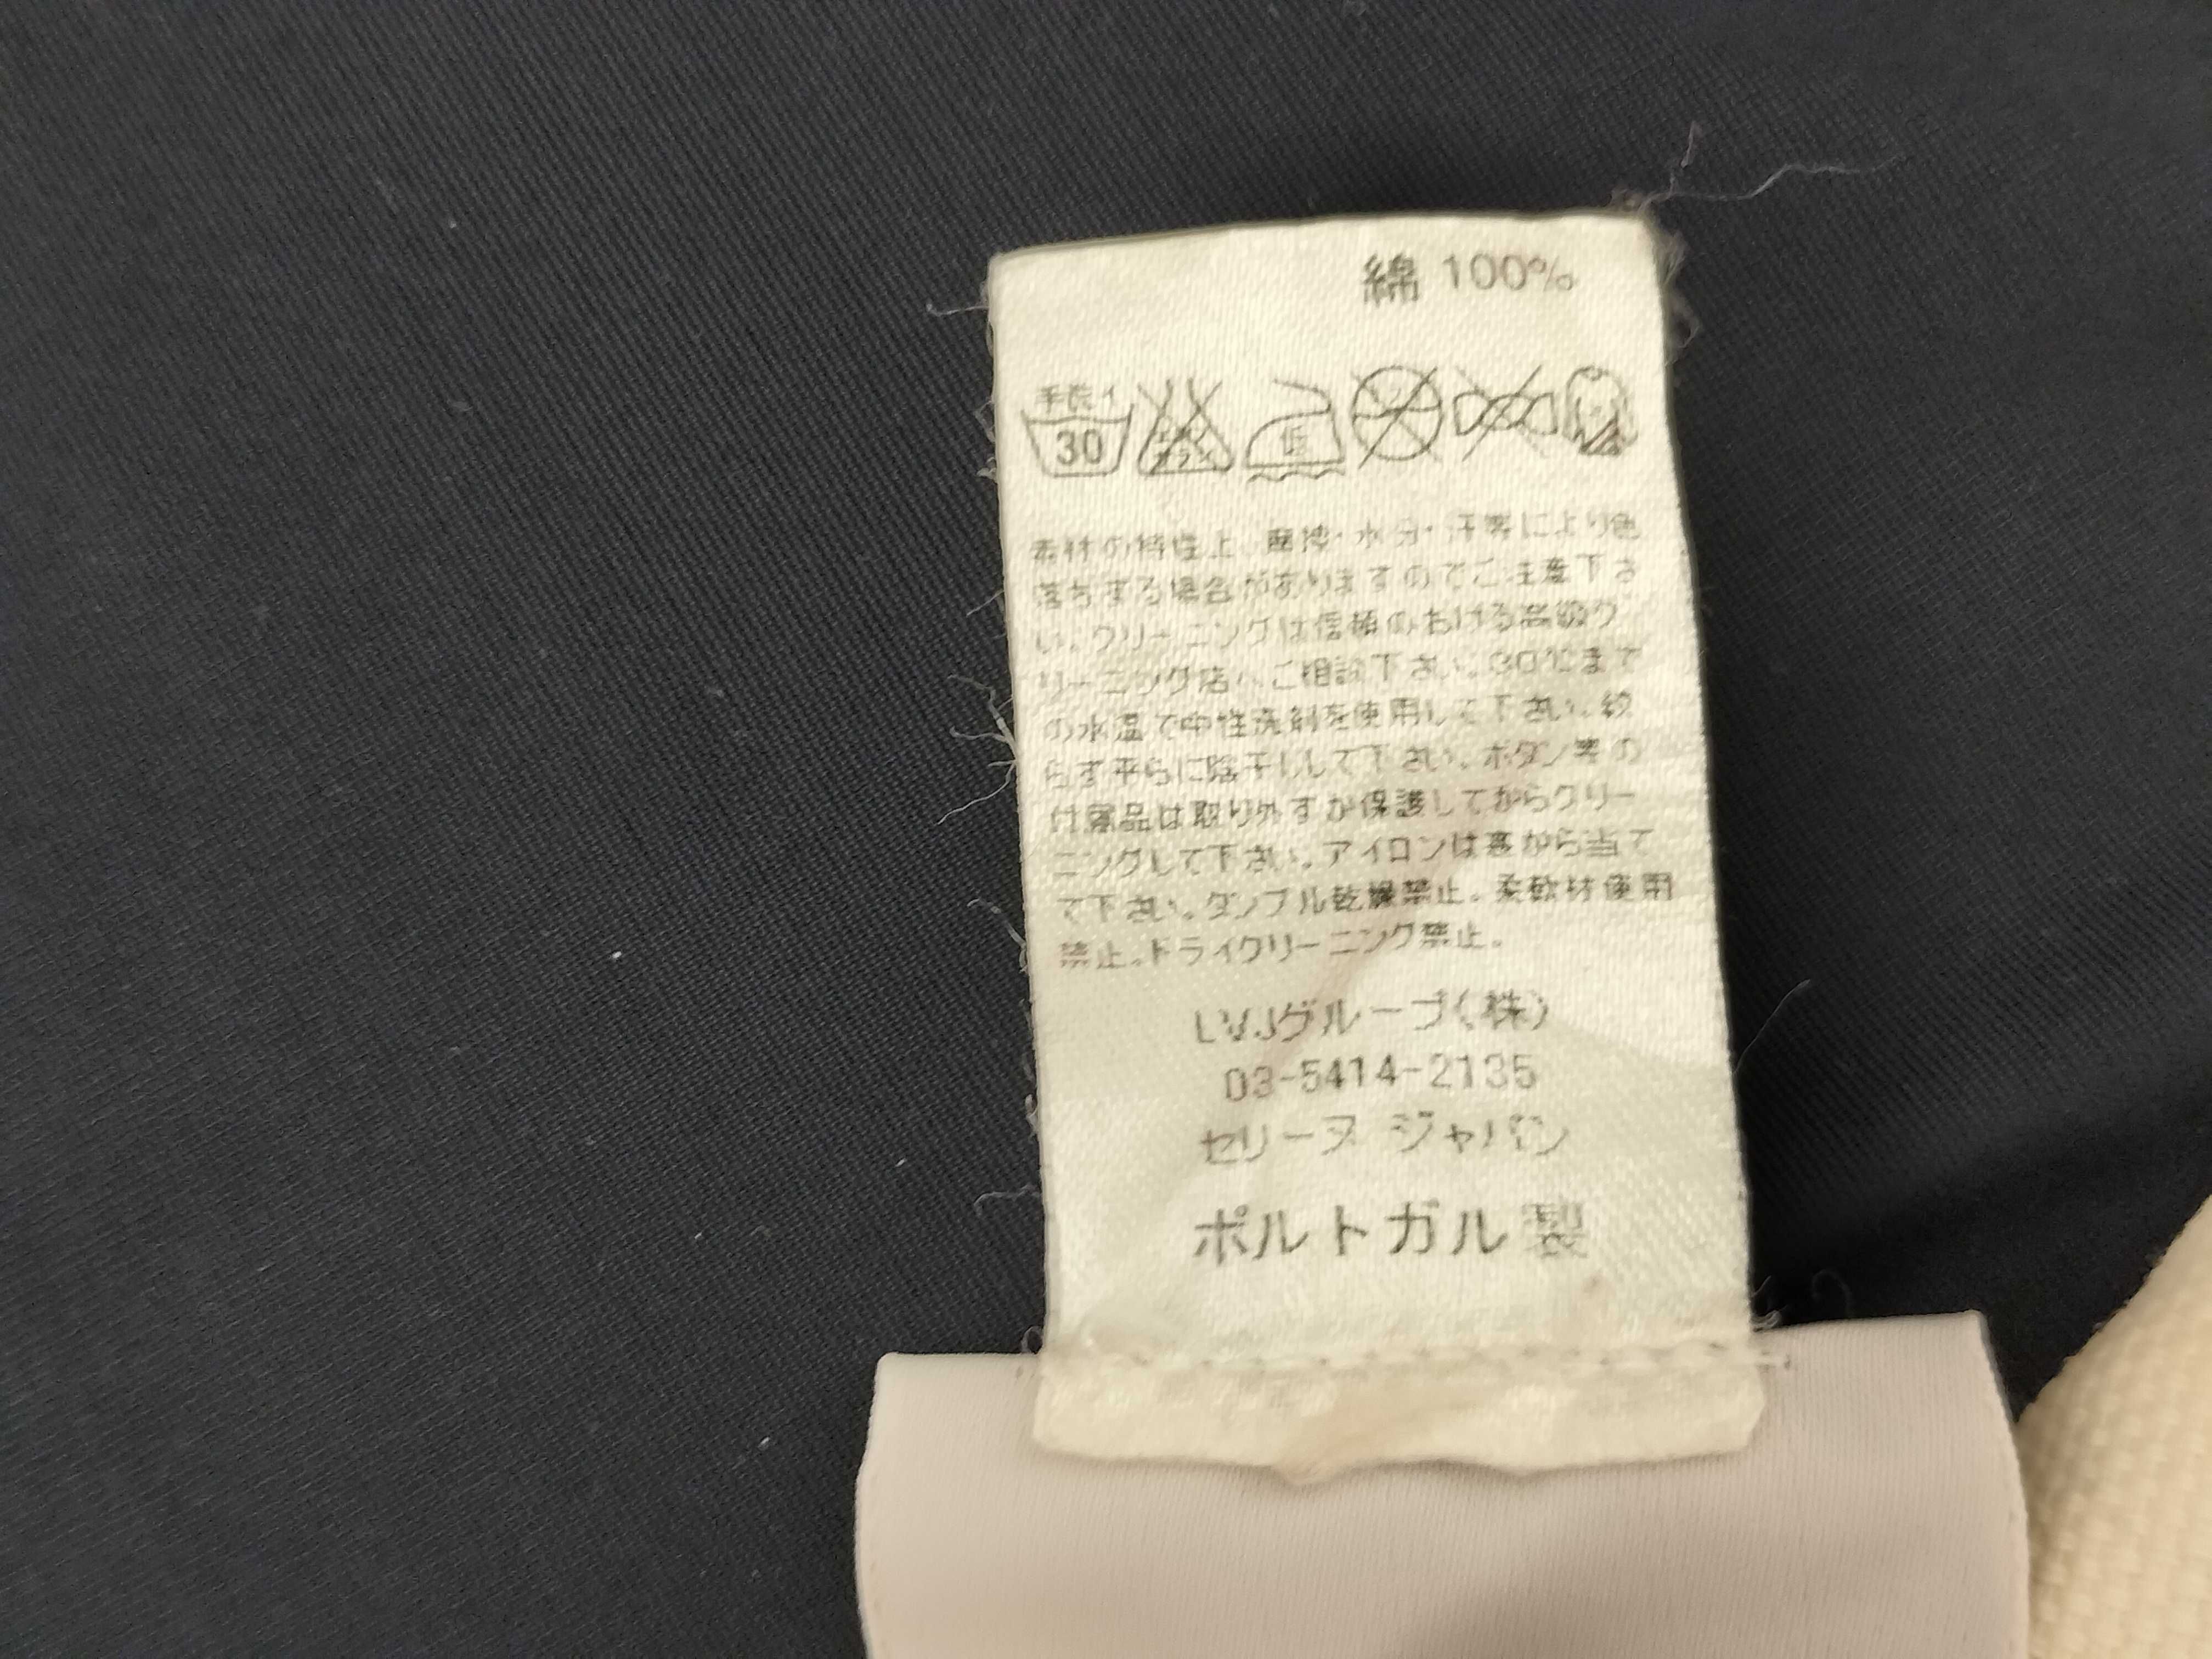 綿 100%
手洗イ
30
エンソ
サラシ
低
素材の特性上、摩擦・水分・汗等により色
落ちする場合がありますのでご注意下さ
い。クリーニングは信頼のおける高級ク
リーニング店へご相談下さい。30℃まで
の水温で中性洗剤を使用して下さい。絞
らず平らに陰干しして下さい。ボタン等の
付属品は取り外すか保護してからクリー
ニングして下さい。アイロンは裏から当て
て下さい。タンブル乾燥禁止。柔軟材使用
禁止。ドライクリーニング禁止。
LVJグループ(株)
03-5414-2135
セリーヌ ジャパン
ポルトガル製